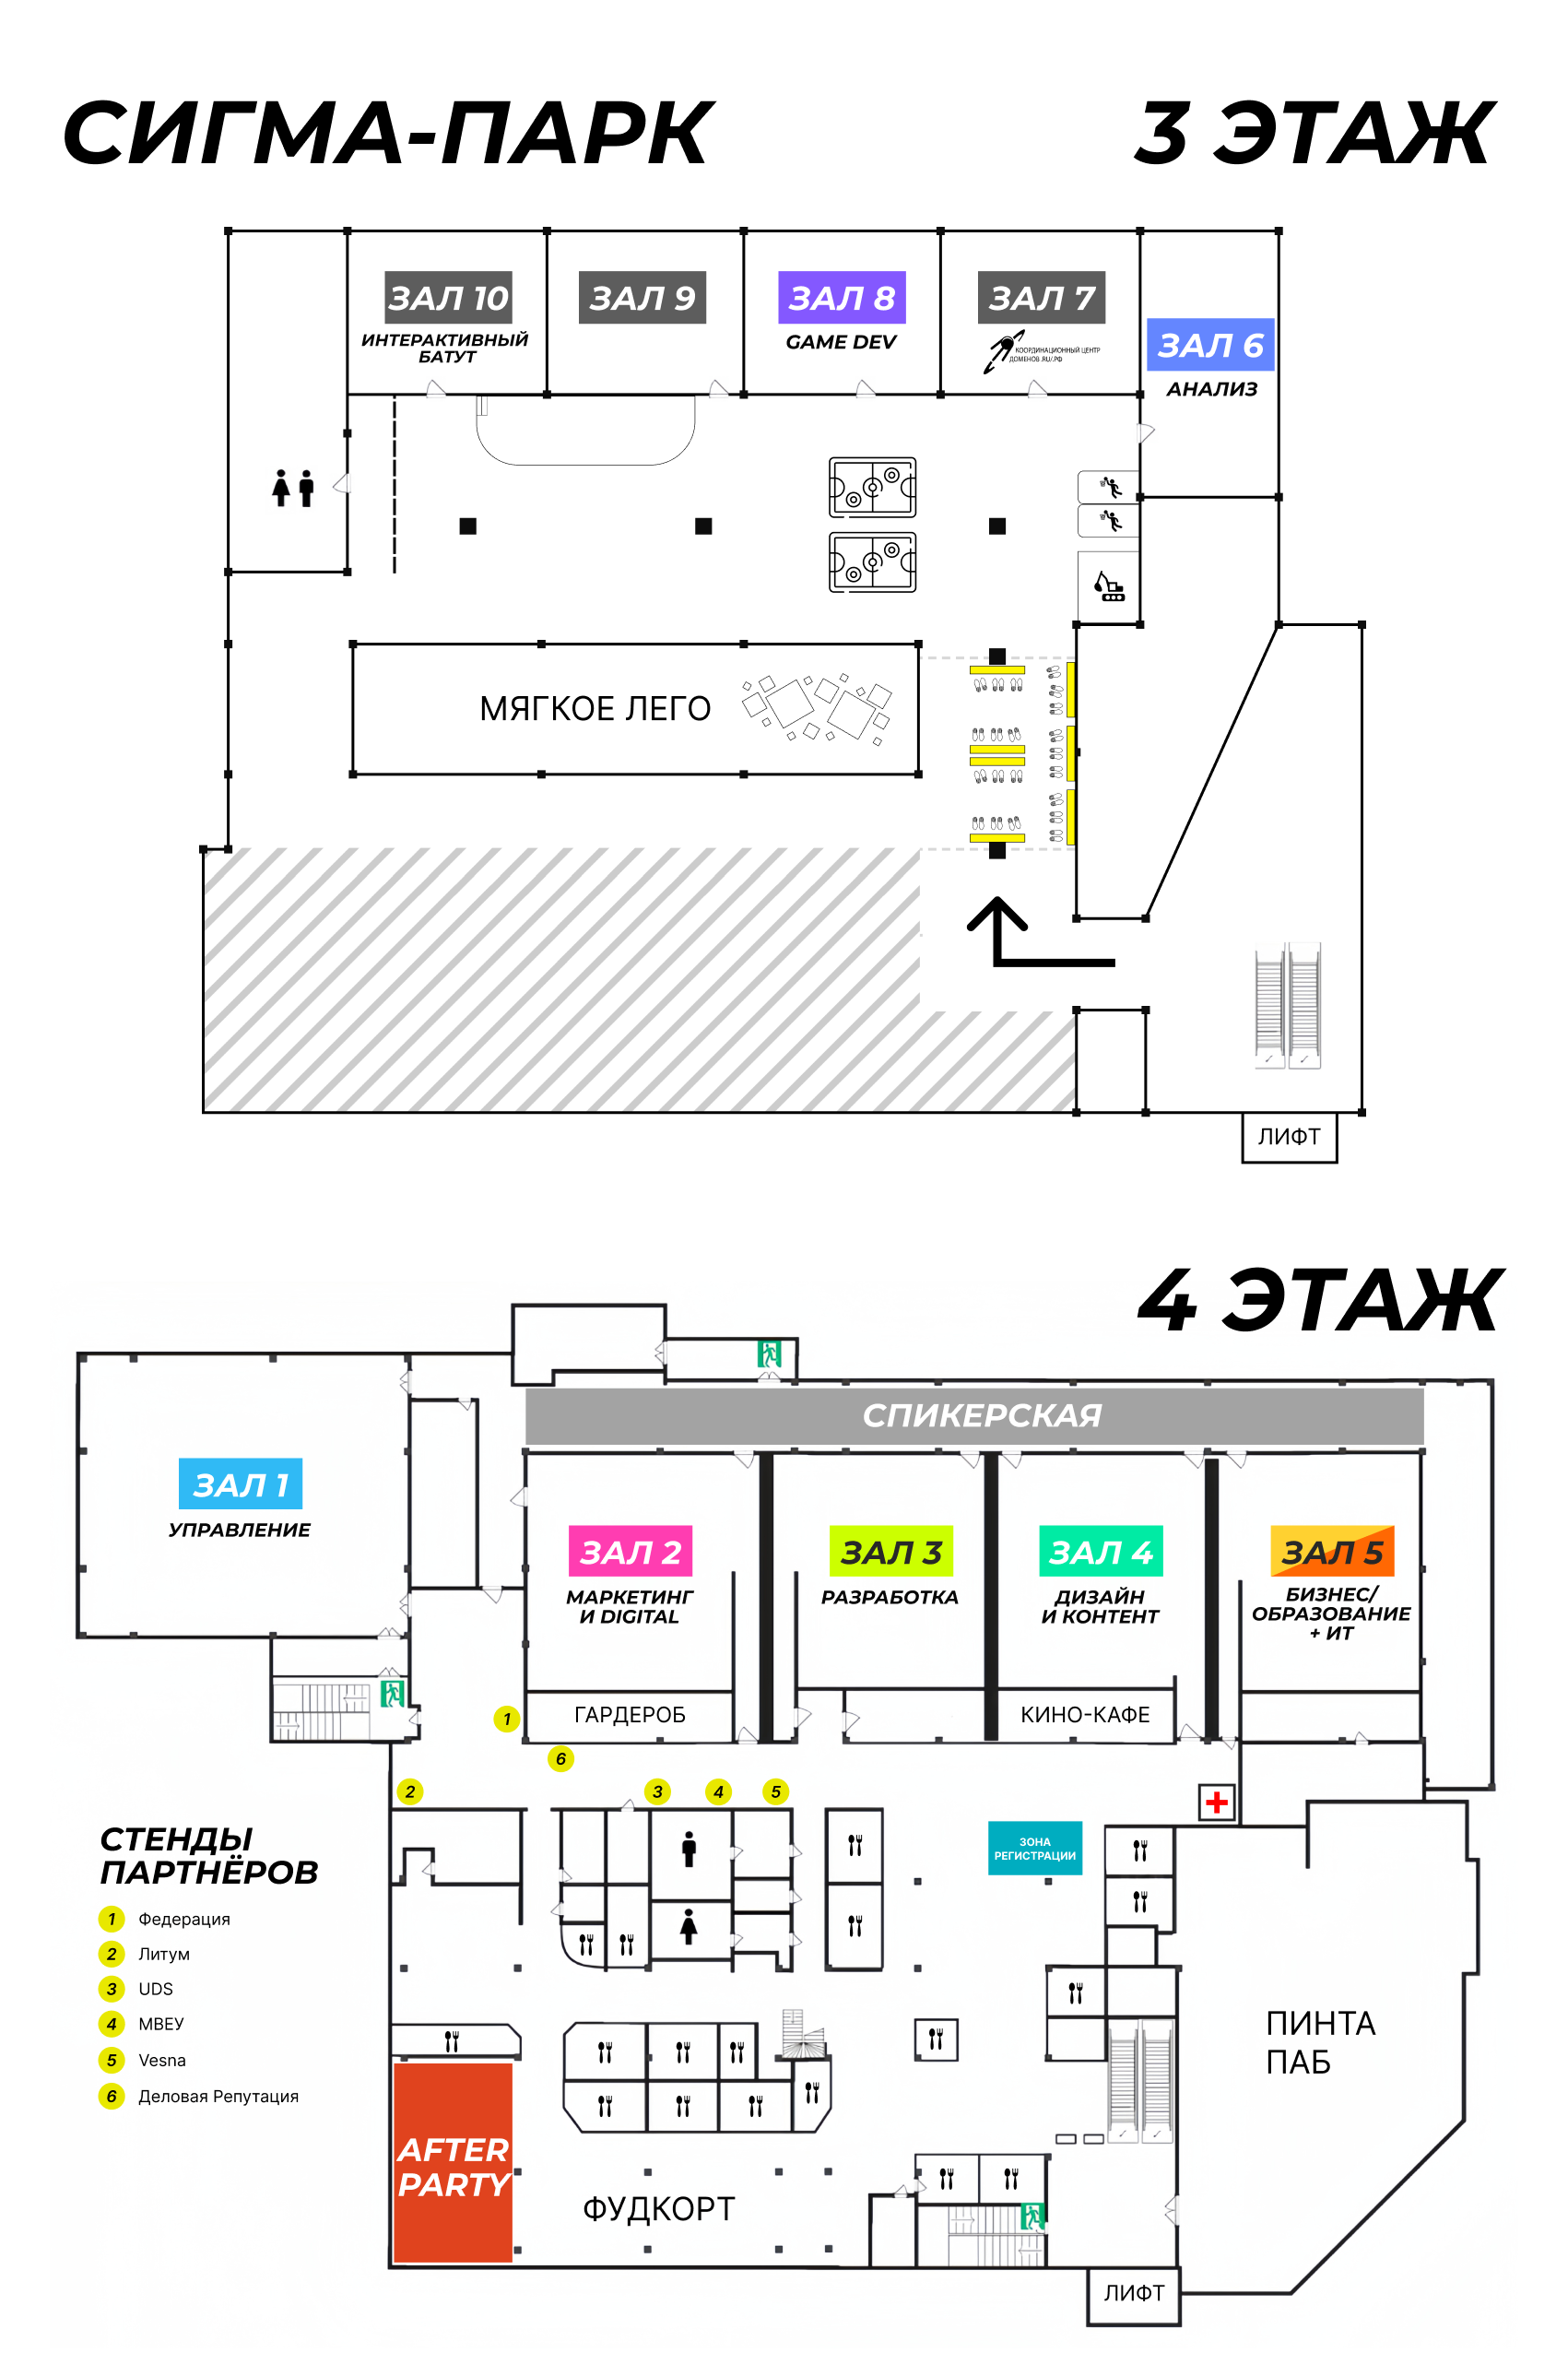 СИГМА-ПАРК
3 ЭТАЖ
ЗАЛ 10
ИНТЕРАКТИВНЫЙ
БАТУТ
ЗАЛ 9
ЗАЛ 8
GAME DEV
ЗАЛ 7
КООРДИНАЦИОННЫЙ ЦЕНТР
ДОМЕНОВ .RU/.РФ
ЗАЛ 6
АНАЛИЗ
МЯГКОЕ ЛЕГО
ЛИФТ
4 ЭТАЖ
СПИКЕРСКАЯ
ЗАЛ 1
УПРАВЛЕНИЕ
ЗАЛ 2
МАРКЕТИНГ
И DIGITAL
ЗАЛ 3
РАЗРАБОТКА
ЗАЛ 4
ДИЗАЙН
И КОНТЕНТ
ЗАЛ 5
БИЗНЕС/
ОБРАЗОВАНИЕ
+ ИТ
ГАРДЕРОБ
КИНО-КАФЕ
1
6
2
3
4
5
ЗОНА
РЕГИСТРАЦИИ
СТЕНДЫ
ПАРТНЁРОВ
1 Федерация
2 Литум
3 UDS
4 МВЕУ
5 Vesna
6 Деловая Репутация
ПИНТА
ПАБ
AFTER
PARTY
ФУДКОРТ
ЛИФТ